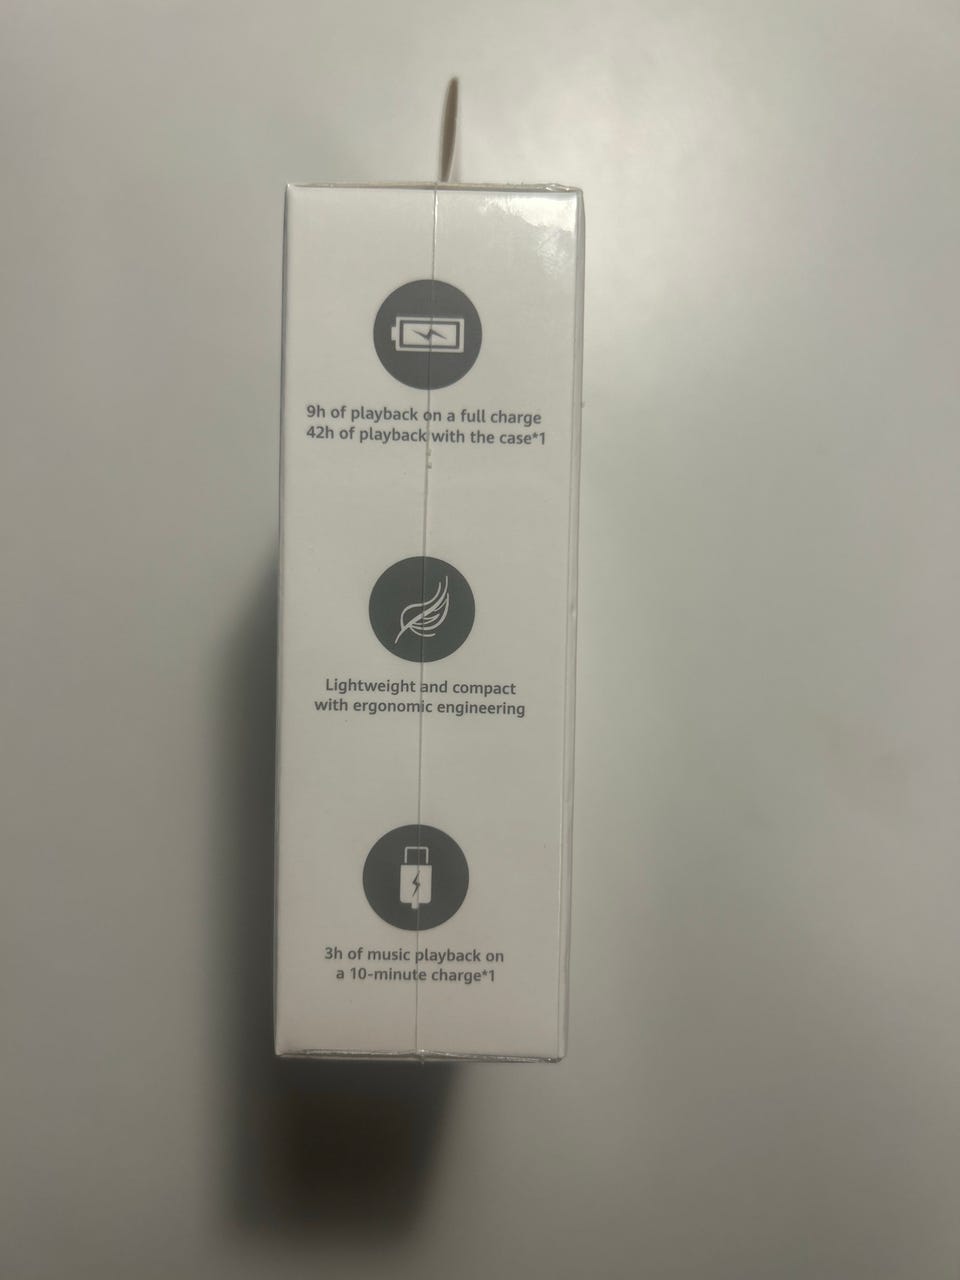 9h of playback on a full charge
42h of playback with the case*1
Lightweight and compact
with ergonomic engineering
3h of music playback on
a 10-minute charge*1